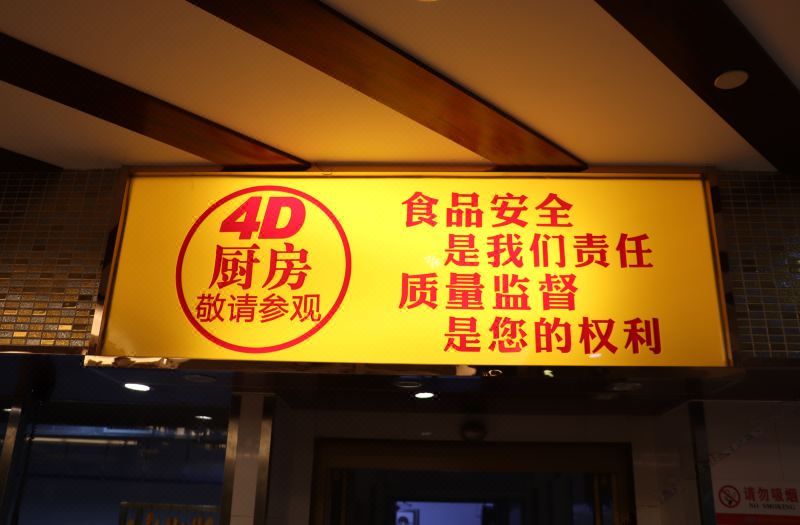 4D
厨房
敬请参观
食品安全
是我们责任
质量监督
是您的权利
请勿吸烟
NO SMOKING